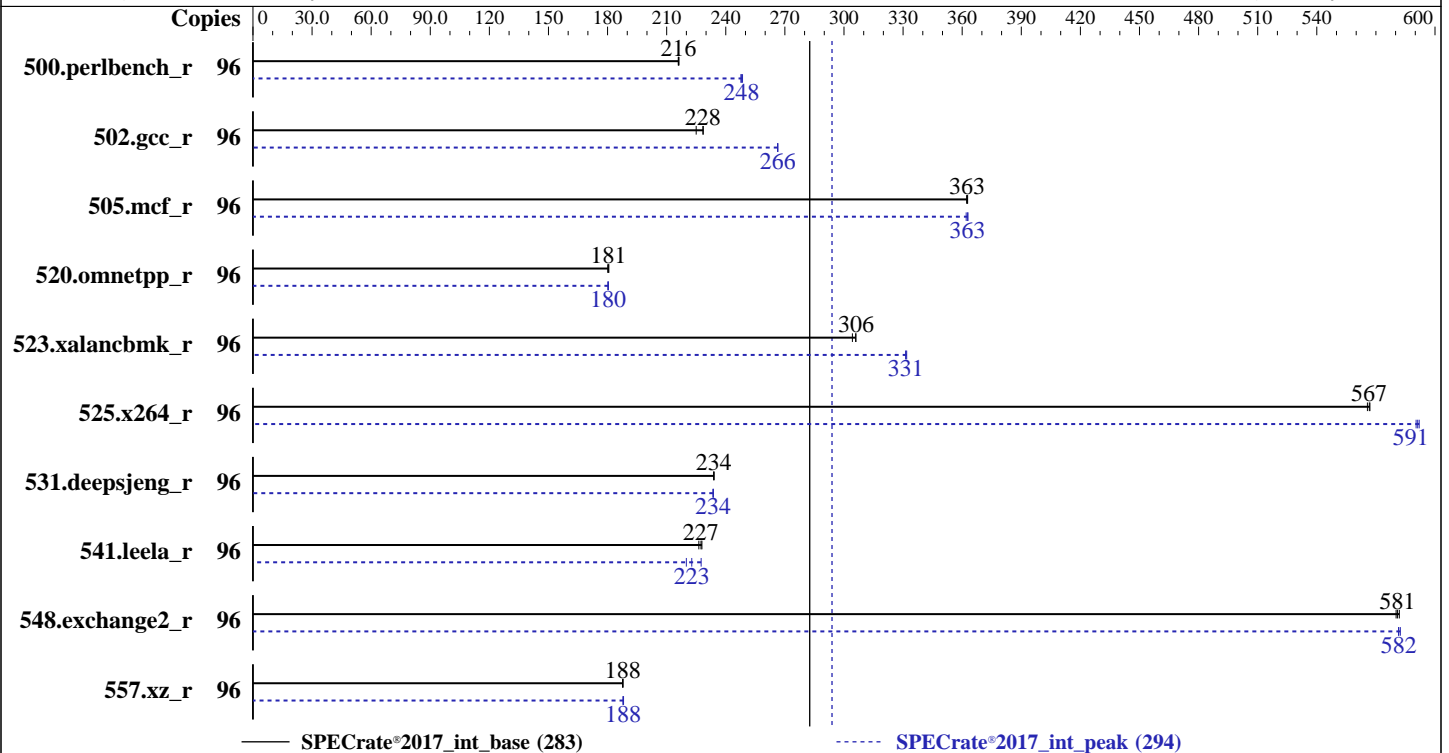 Copies 0 30.0 60.0 90.0 120 150 180 210 240 270 300 330 360 390 420 450 480 510 540 600
216
500.perlbench_r 96
248
228
502.gcc_r 96
266
363
505.mcf_r 96
363
181
520.omnetpp_r 96
180
306
523.xalancbmk_r 96
331
567
525.x264_r 96
591
234
531.deepsjeng_r 96
234
227
541.leela_r 96
223
581
548.exchange2_r 96
582
188
557.xz_r 96
188
SPECrate®2017_int_base (283) SPECrate®2017_int_peak (294)